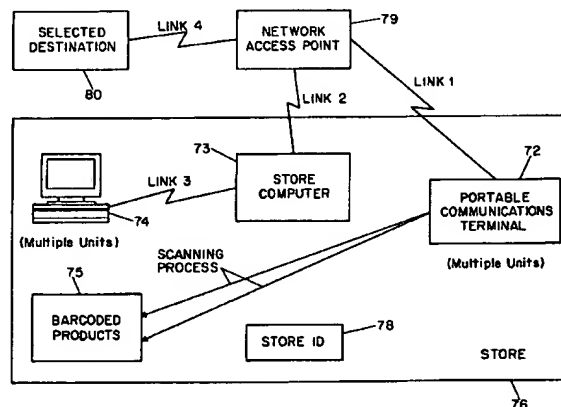 SELECTED
DESTINATION
80
LINK 4
NETWORK
ACCESS POINT
79
LINK 1
LINK 2
73
STORE
COMPUTER
LINK 3
74
(Multiple Units)
72
PORTABLE
COMMUNICATIONS
TERMINAL
(Multiple Units)
SCANNING
PROCESS
75
BARCODED
PRODUCTS
STORE ID
78
STORE
76